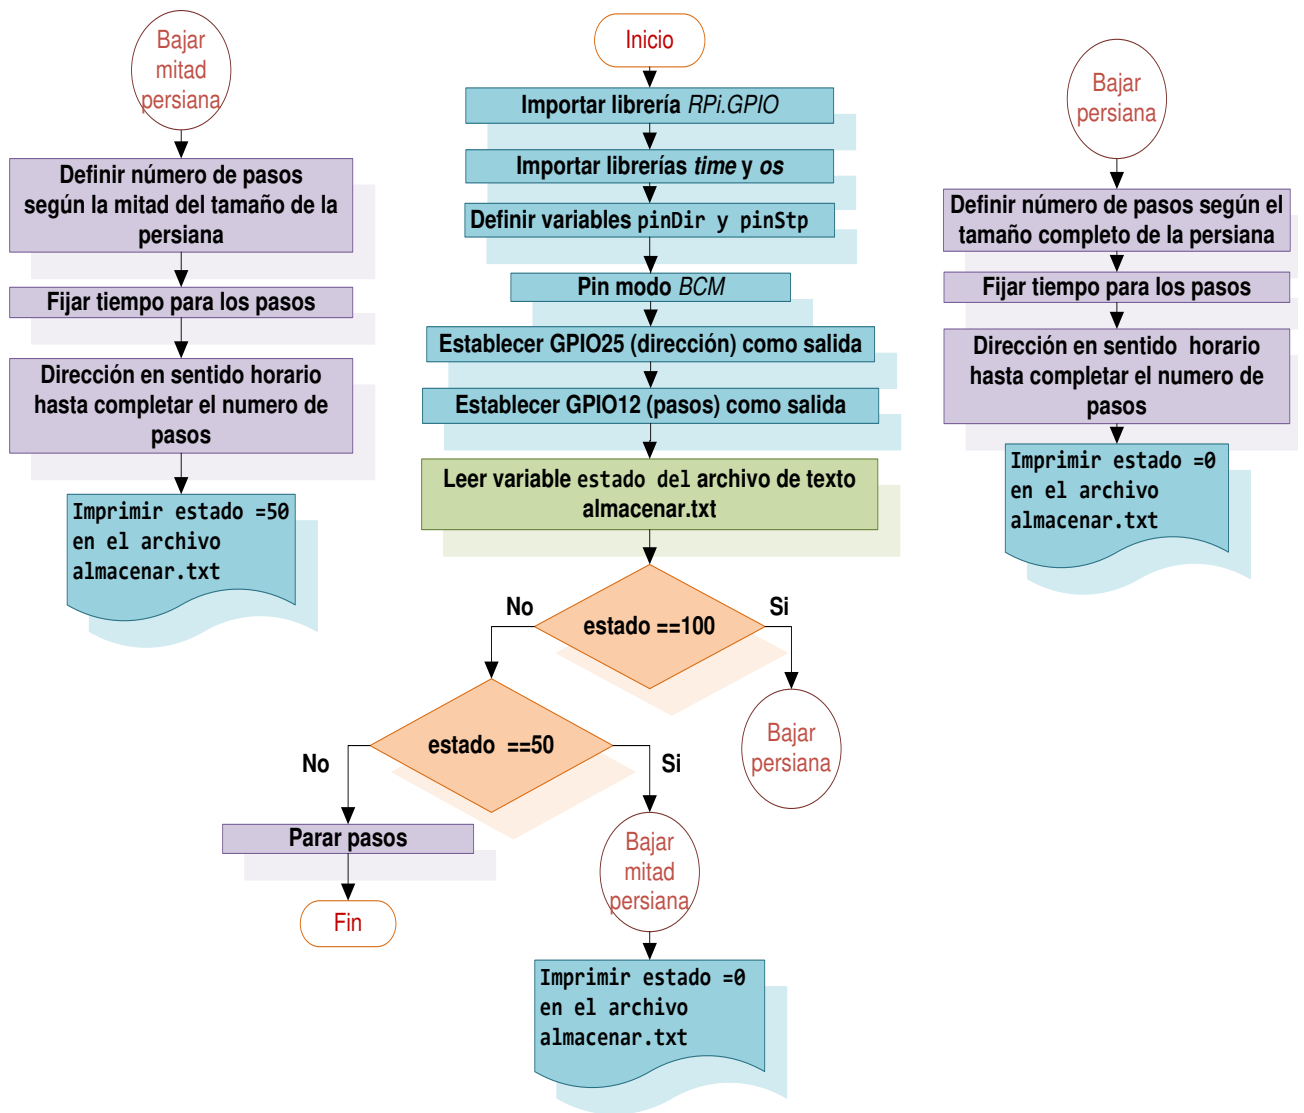 Bajar
mitad
persiana
Definir número de pasos
según la mitad del tamaño de la
persiana
Fijar tiempo para los pasos
Dirección en sentido horario
hasta completar el numero de
pasos
Imprimir estado =50
en el archivo
almacenar.txt
Inicio
Importar librería RPi.GPIO
Importar librerías time y os
Definir variables pinDir y pinStp
Pin modo BCM
Establecer GPIO25 (dirección) como salida
Establecer GPIO12 (pasos) como salida
Leer variable estado del archivo de texto
almacenar.txt
estado ==100
No
Si
Bajar
persiana
estado ==50
No
Si
Parar pasos
Fin
Bajar
mitad
persiana
Imprimir estado =0
en el archivo
almacenar.txt
Bajar
persiana
Definir número de pasos según el
tamaño completo de la persiana
Fijar tiempo para los pasos
Dirección en sentido horario
hasta completar el numero de
pasos
Imprimir estado =0
en el archivo
almacenar.txt